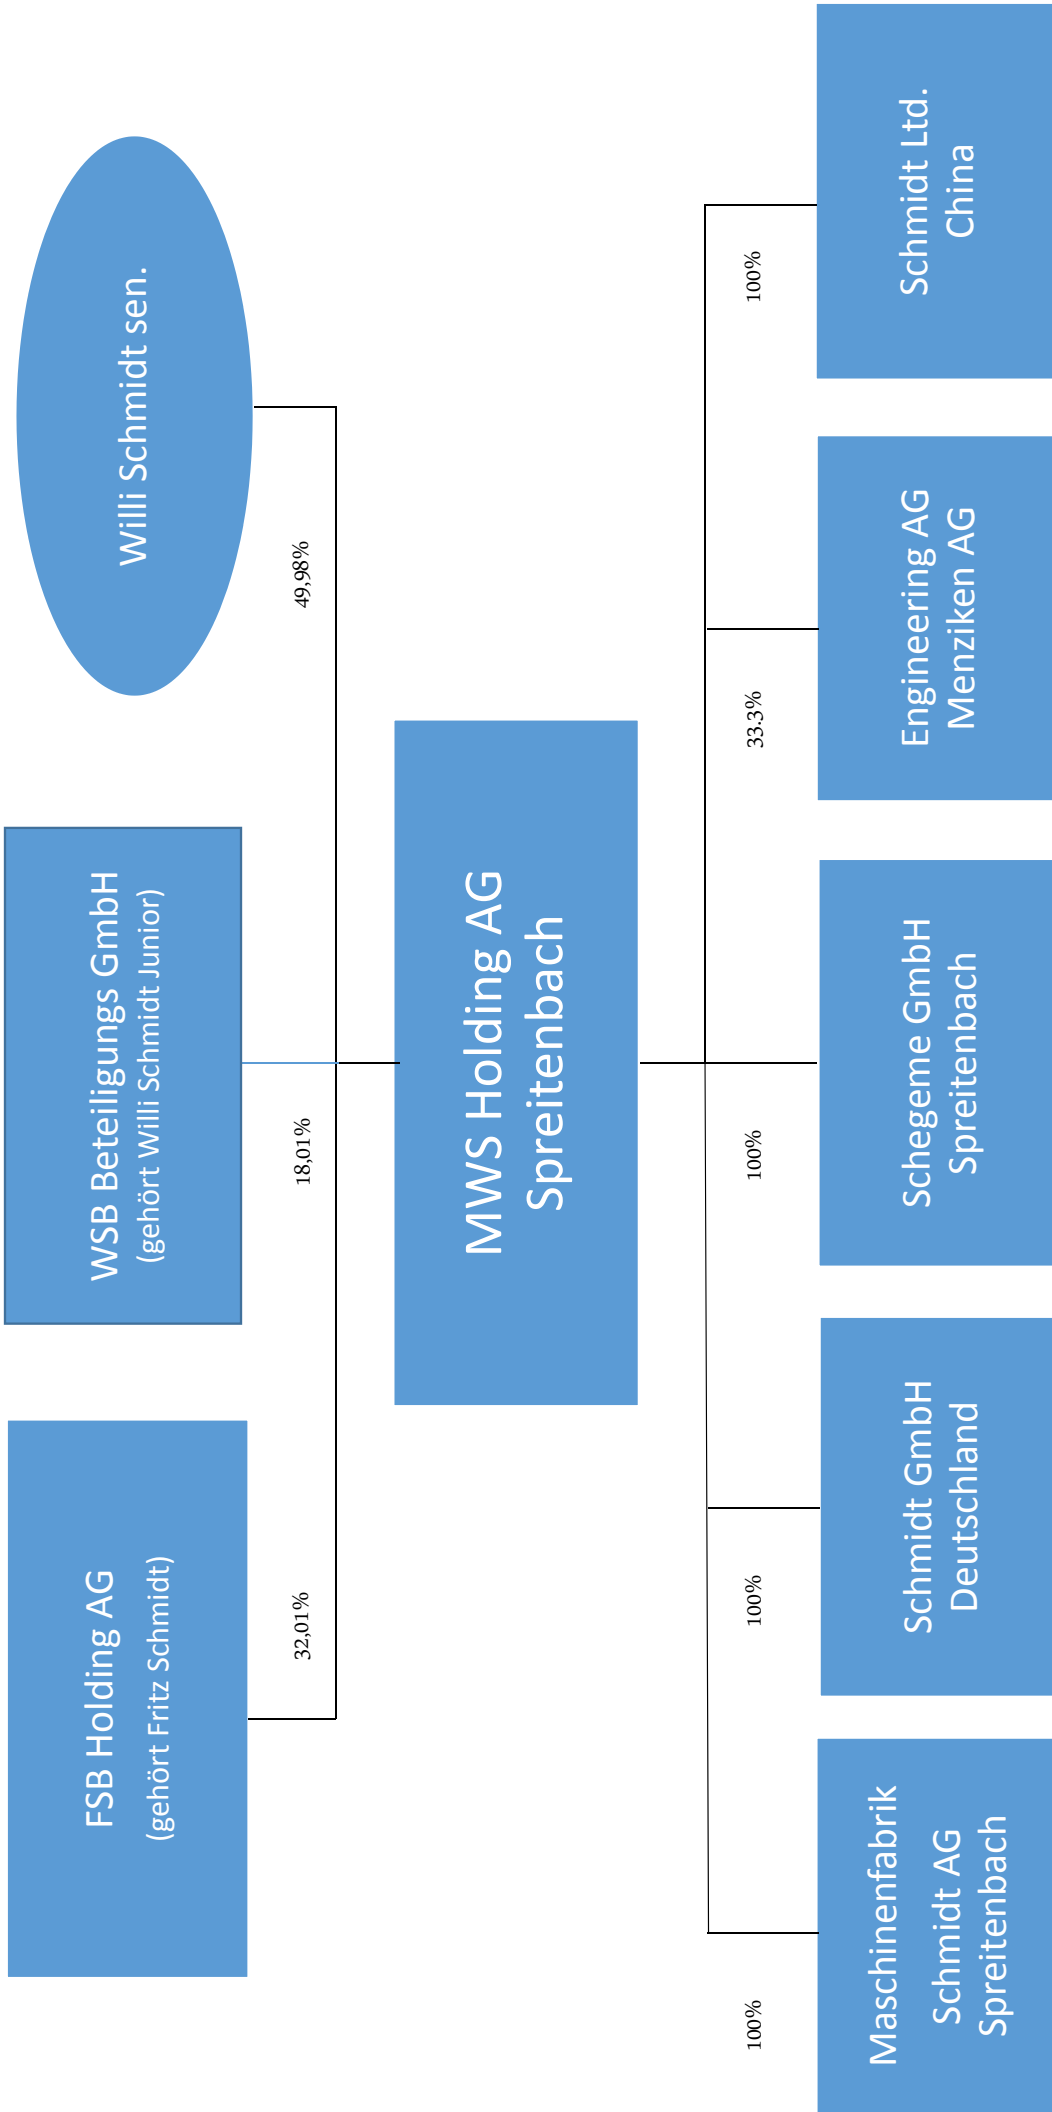 FSB Holding AG
(gehört Fritz Schmidt)
WSB Beteiligungs GmbH
(gehört Willi Schmidt Junior)
Willi Schmidt sen.
32,01%
18,01%
49,98%
MWS Holding AG
Spreitenbach
100%
100%
100%
33.3%
100%
Maschinenfabrik
Schmidt AG
Spreitenbach
Schmidt GmbH
Deutschland
Schegeme GmbH
Spreitenbach
Engineering AG
Menziken AG
Schmidt Ltd.
China